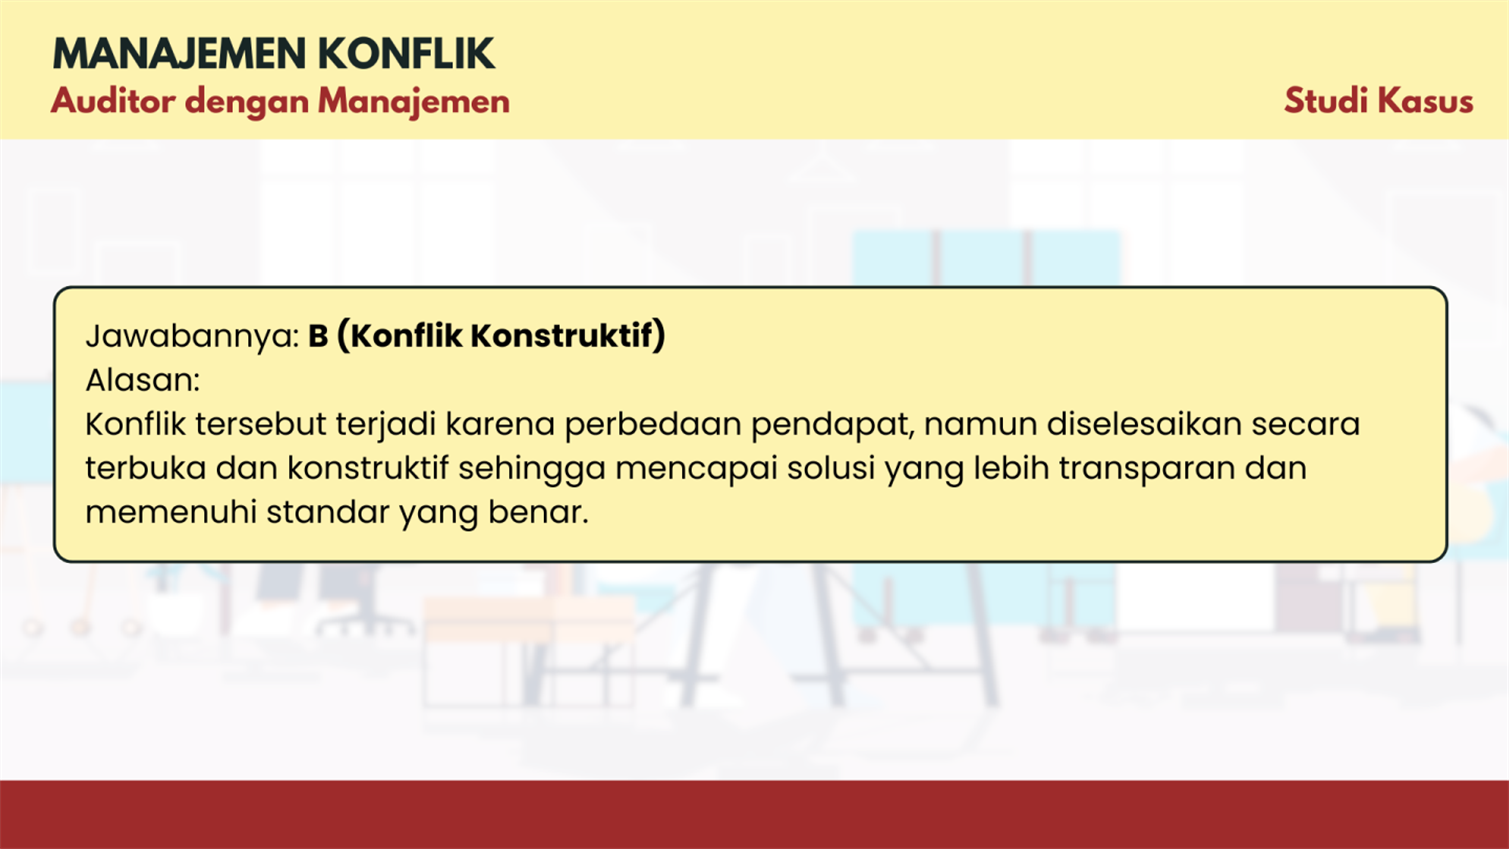 MANAJEMEN KONFLIK
Auditor dengan Manajemen
Studi Kasus
Jawabannya: B (Konflik Konstruktif)
Alasan:
Konflik tersebut terjadi karena perbedaan pendapat, namun diselesaikan secara
terbuka dan konstruktif sehingga mencapai solusi yang lebih transparan dan
memenuhi standar yang benar.